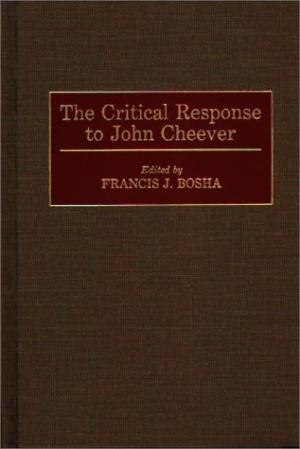 The Critical Response
to John Cheever
Edited by
FRANCIS J. BOSHA